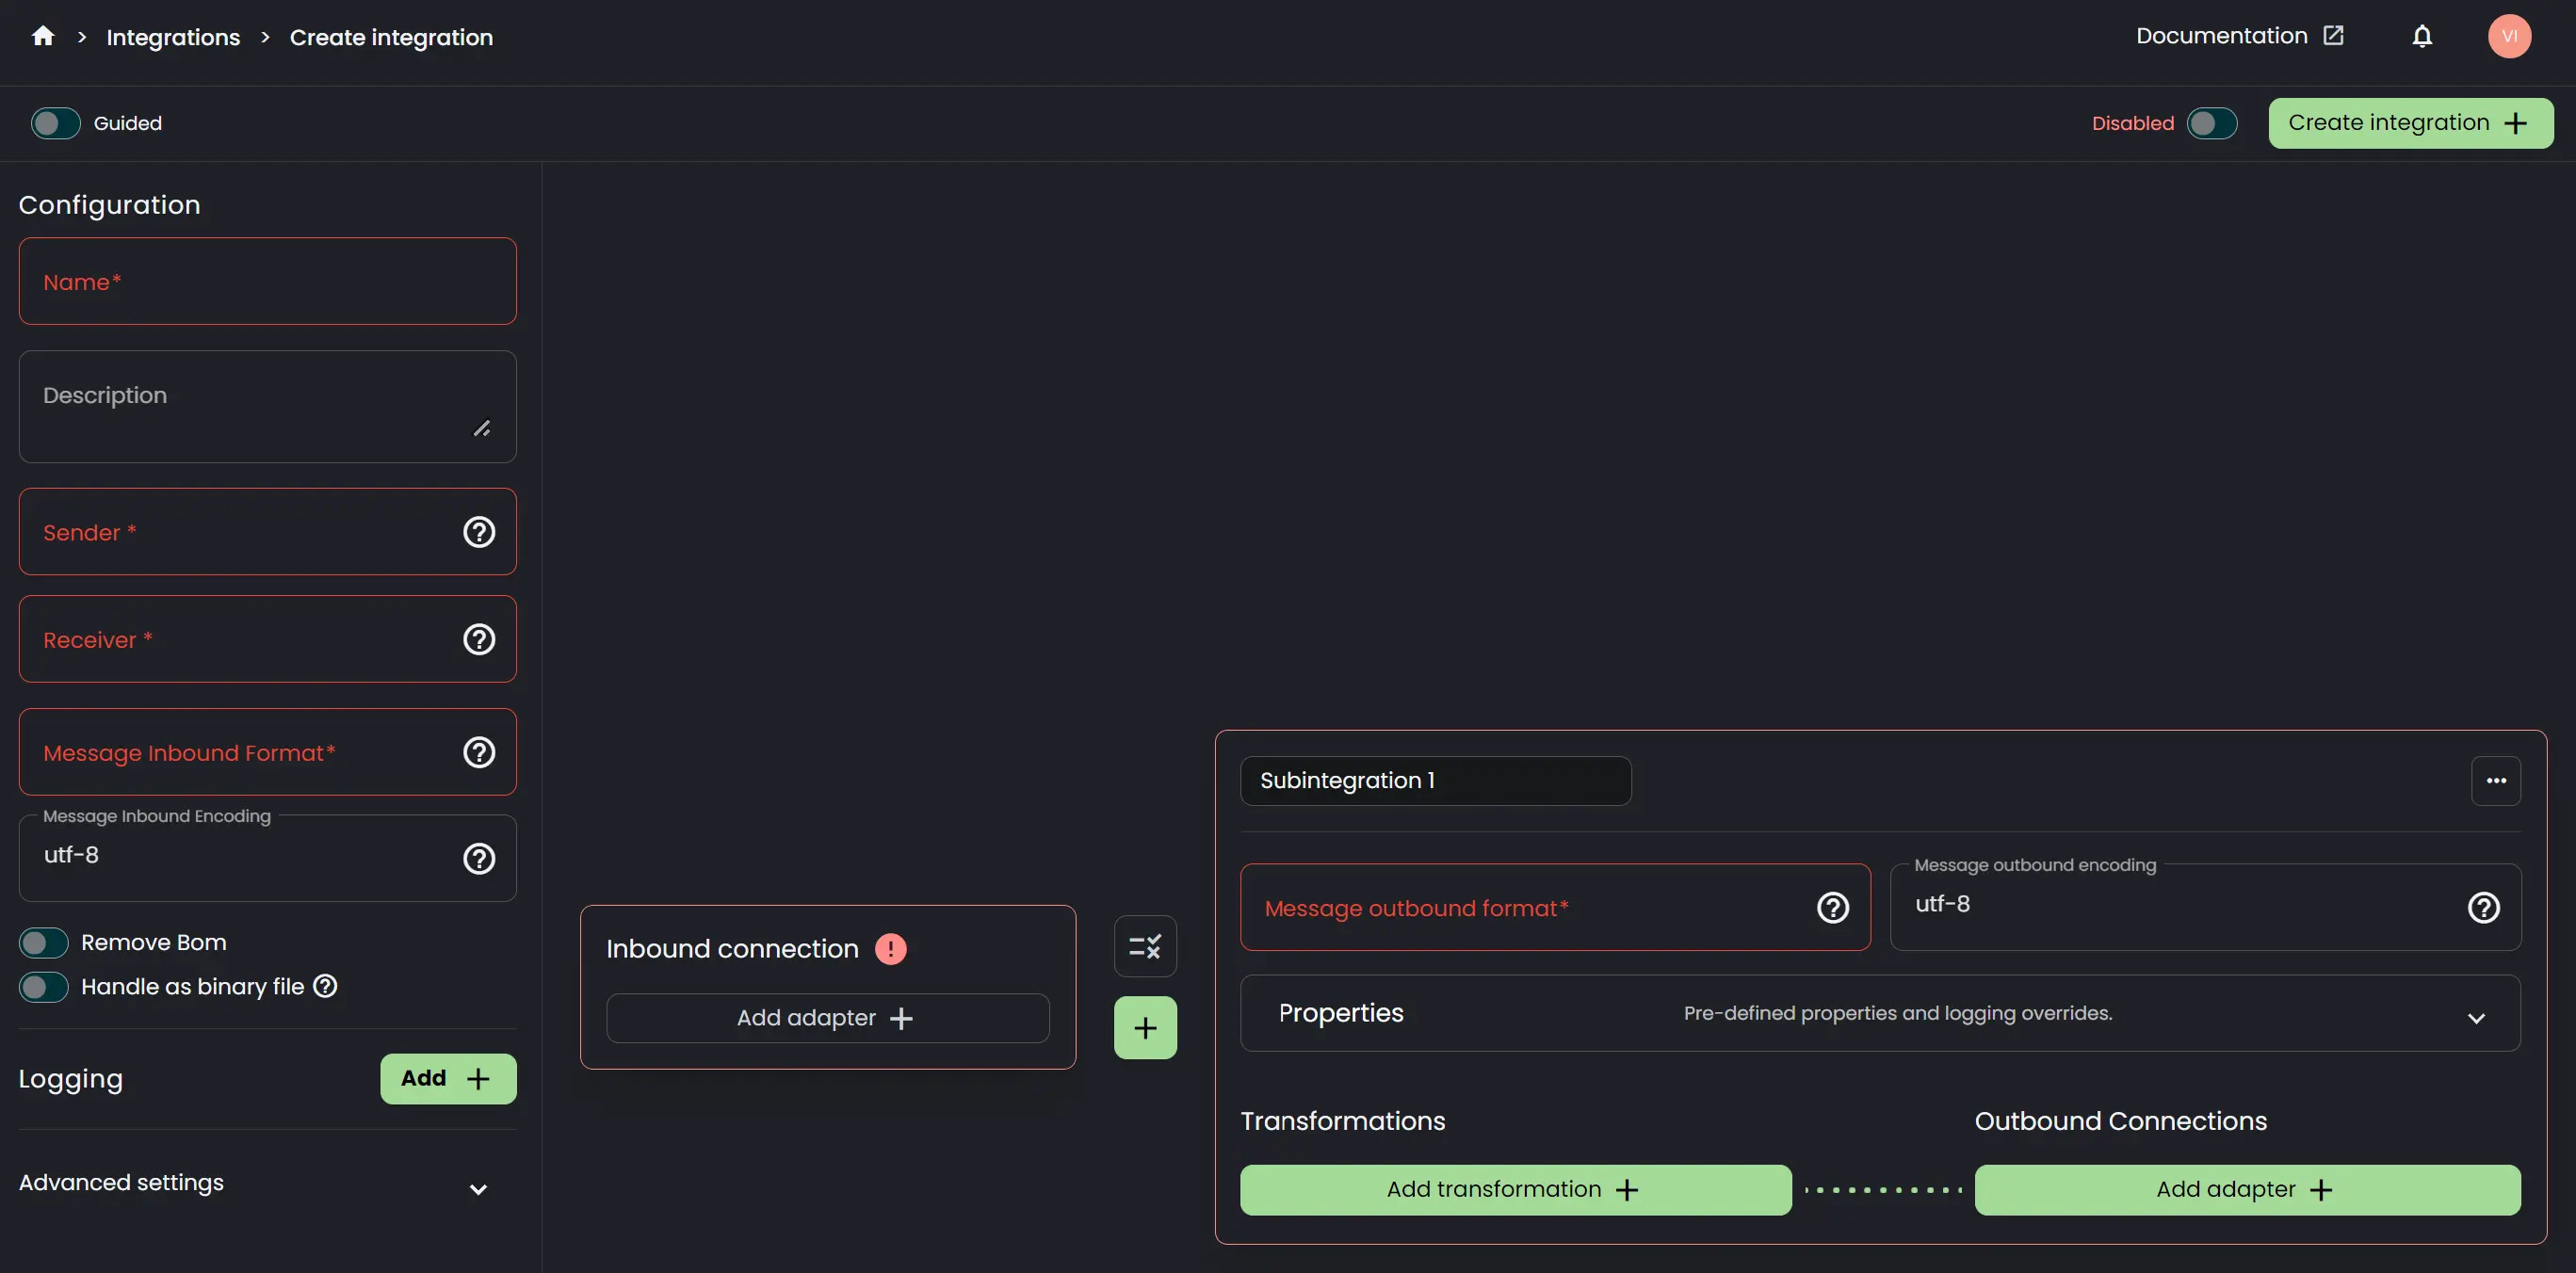 Integrations > Create integration
Documentation
VI
Guided
Disabled
Create integration +
Configuration
Name*
Description
Sender *
Receiver *
Message Inbound Format*
Message Inbound Encoding
utf-8
Remove Bom
Handle as binary file
Logging
Add +
Advanced settings
Inbound connection
Add adapter +
Subintegration 1
Message outbound format*
Message outbound encoding
utf-8
Properties
Pre-defined properties and logging overrides.
Transformations
Outbound Connections
Add transformation +
Add adapter +